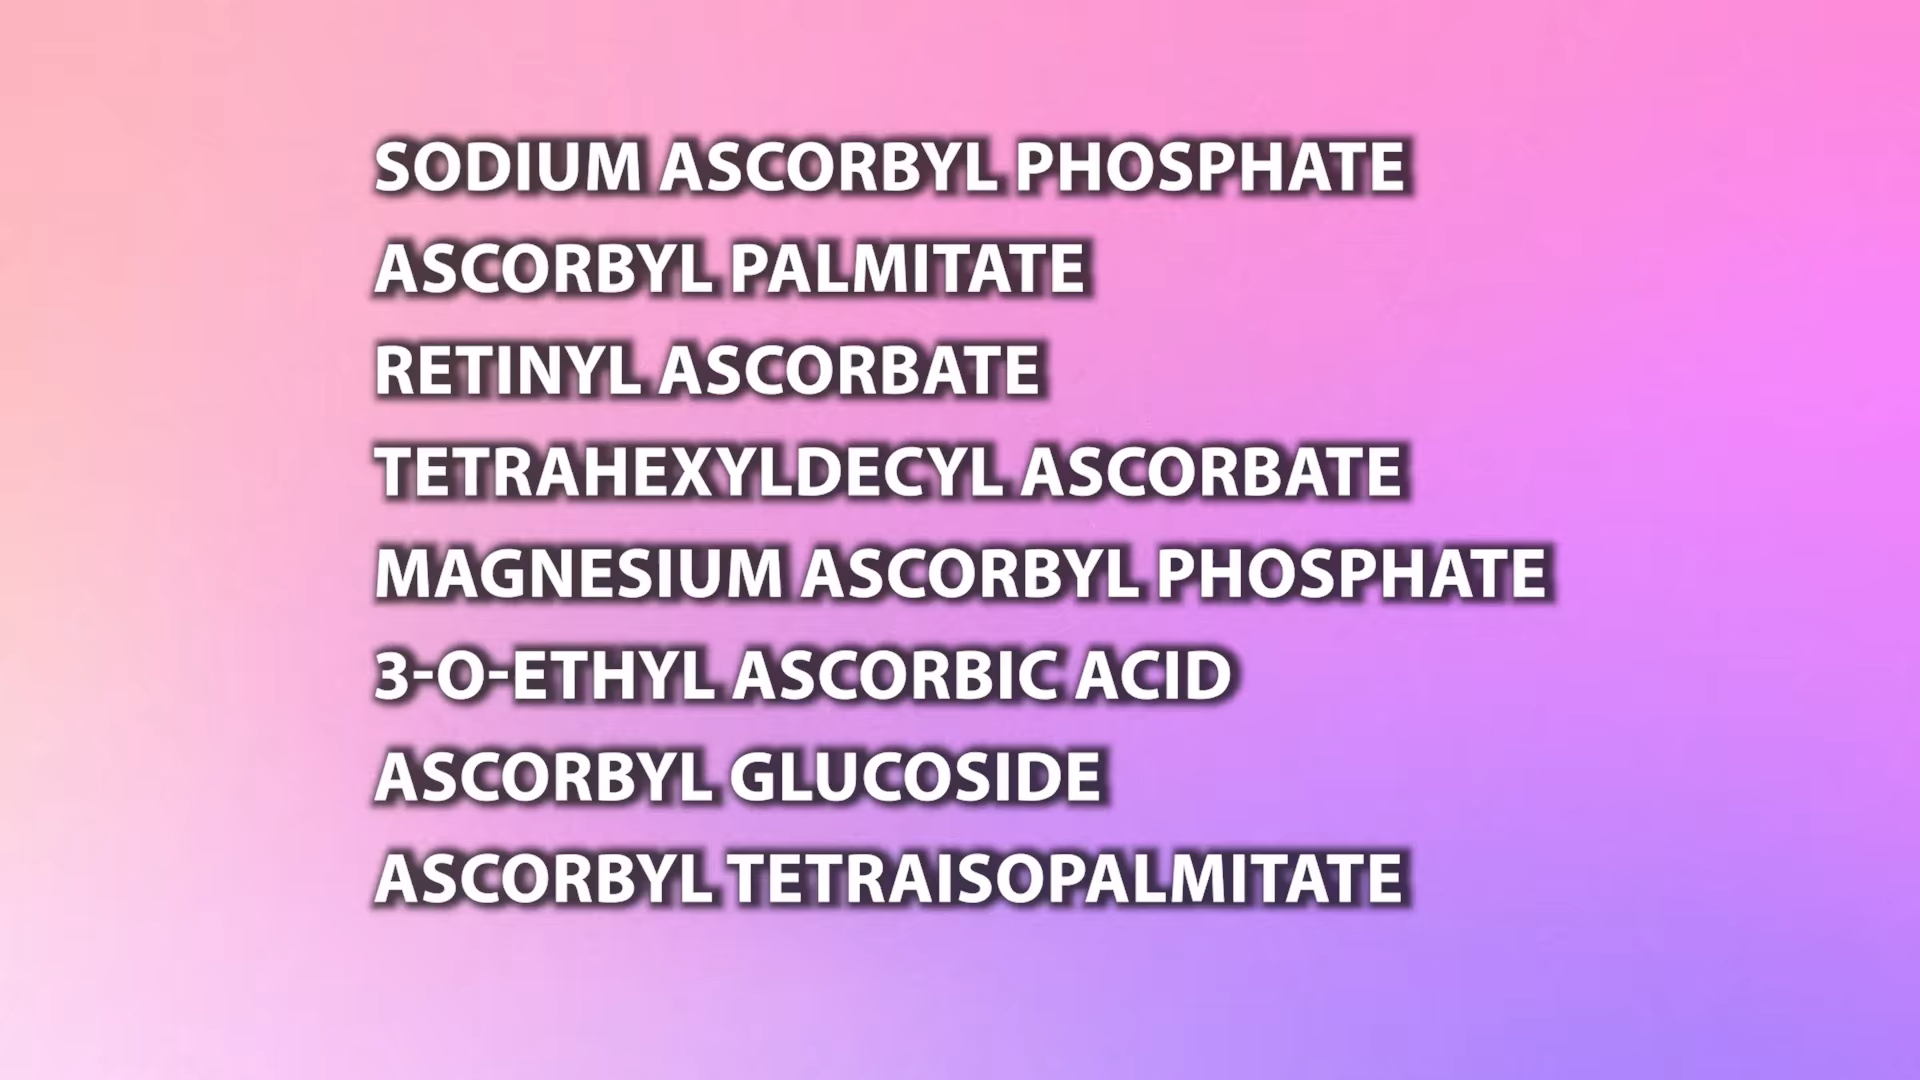 SODIUM ASCORBYL PHOSPHATE
ASCORBYL PALMITATE
RETINYL ASCORBATE
TETRAHEXYLDECYL ASCORBATE
MAGNESIUM ASCORBYL PHOSPHATE
3-O-ETHYL ASCORBIC ACID
ASCORBYL GLUCOSIDE
ASCORBYL TETRAISOPALMITATE